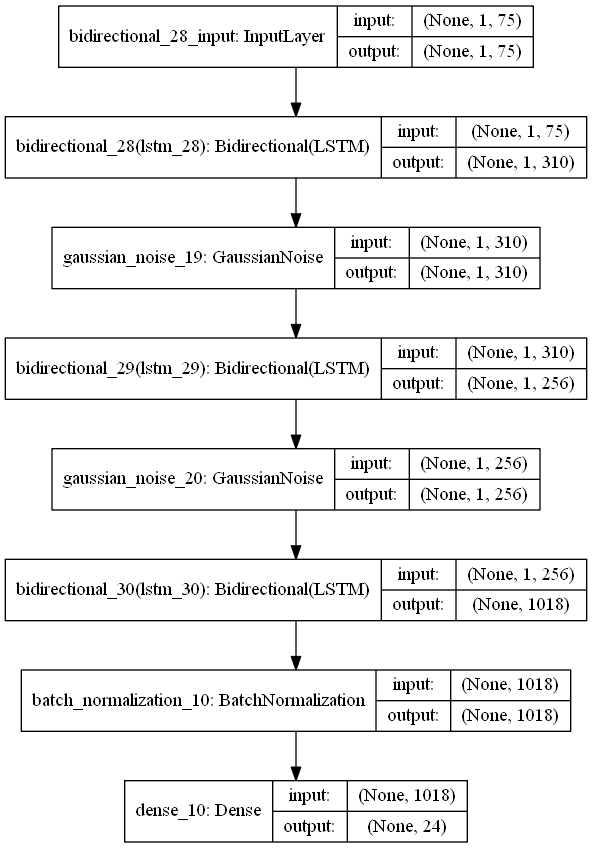 bidirectional_28_input: InputLayer
input: (None, 1, 75)
output: (None, 1, 75)
bidirectional_28(lstm_28): Bidirectional(LSTM)
input: (None, 1, 75)
output: (None, 1, 310)
gaussian_noise_19: GaussianNoise
input: (None, 1, 310)
output: (None, 1, 310)
bidirectional_29(lstm_29): Bidirectional(LSTM)
input: (None, 1, 310)
output: (None, 1, 256)
gaussian_noise_20: GaussianNoise
input: (None, 1, 256)
output: (None, 1, 256)
bidirectional_30(lstm_30): Bidirectional(LSTM)
input: (None, 1, 256)
output: (None, 1018)
batch_normalization_10: BatchNormalization
input: (None, 1018)
output: (None, 1018)
dense_10: Dense
input: (None, 1018)
output: (None, 24)